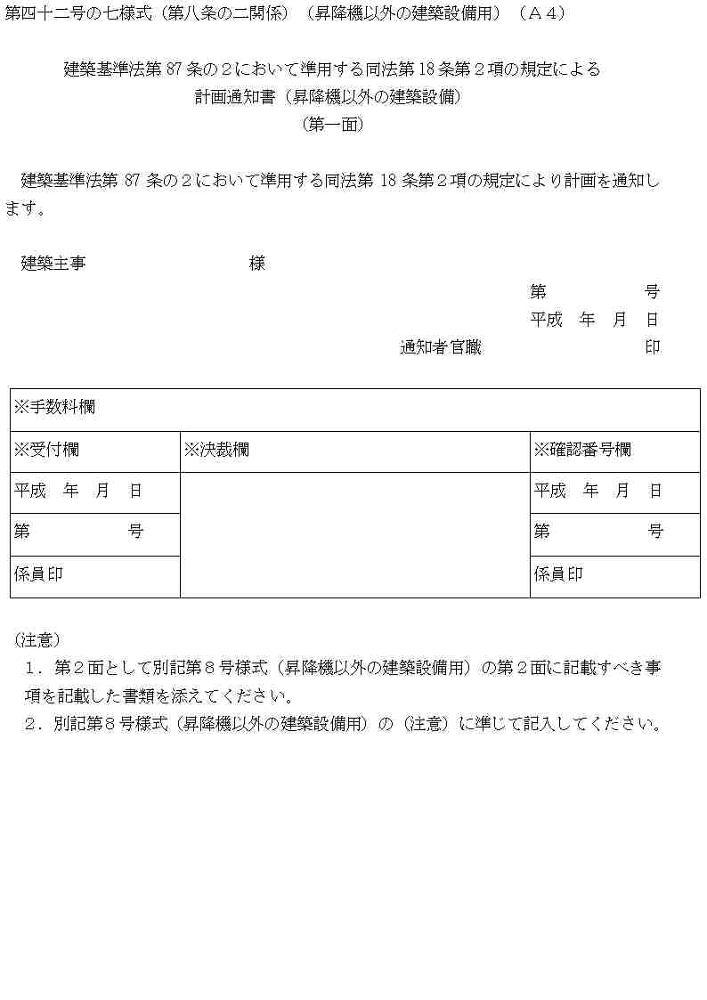 第四十二号の七様式（第八条の二関係）（昇降機以外の建築設備用）（Ａ４）
建築基準法第 87 条の２において準用する同法第 18 条第２項の規定による
計画通知書（昇降機以外の建築設備）
（第一面）
建築基準法第 87 条の２において準用する同法第 18 条第２項の規定により計画を通知し
ます。
建築主事　　　　　　　　　　様
第　　　　　　号
平成　年　月　日
通知者官職　　　　　　　　　　印
※手数料欄
※受付欄　※決裁欄　※確認番号欄
平成　年　月　日　平成　年　月　日
第　　　　　　号　第　　　　　　号
係員印　係員印
（注意）
１．第２面として別記第８号様式（昇降機以外の建築設備用）の第２面に記載すべき事
項を記載した書類を添えてください。
２．別記第８号様式（昇降機以外の建築設備用）の（注意）に準じて記入してください。